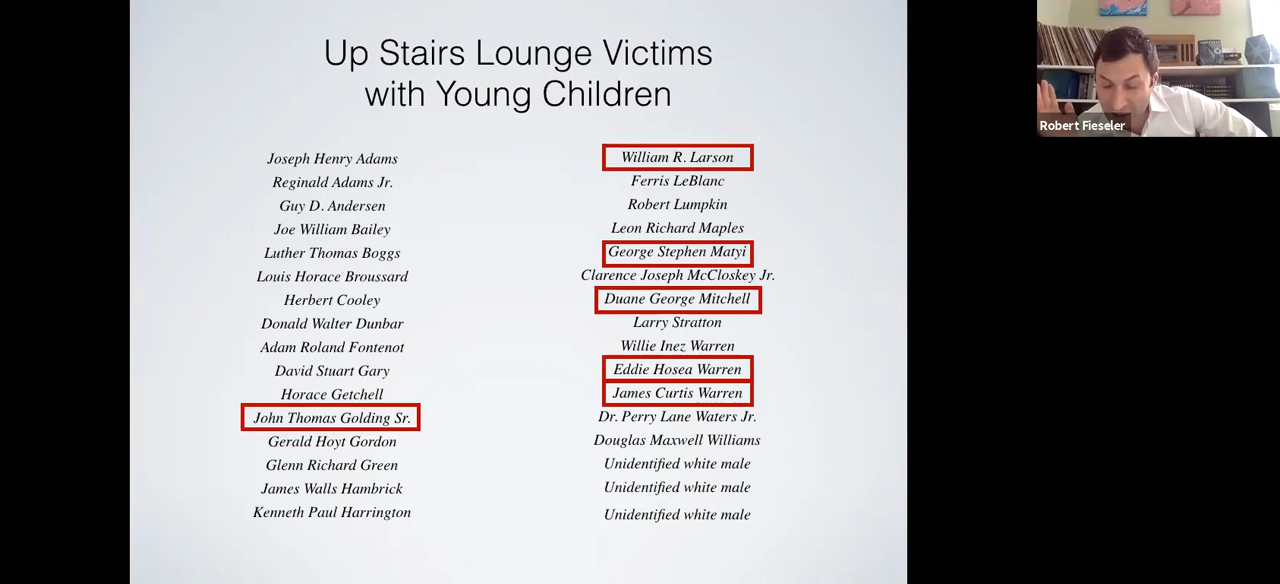 Up Stairs Lounge Victims
with Young Children
Joseph Henry Adams
Reginald Adams Jr.
Guy D. Andersen
Joe William Bailey
Luther Thomas Boggs
Louis Horace Broussard
Herbert Cooley
Donald Walter Dunbar
Adam Roland Fontenot
David Stuart Gary
Horace Getchell
John Thomas Golding Sr.
Gerald Hoyt Gordon
Glenn Richard Green
James Walls Hambrick
Kenneth Paul Harrington
William R. Larson
Ferris LeBlanc
Robert Lumpkin
Leon Richard Maples
George Stephen Matyi
Clarence Joseph McCloskey Jr.
Duane George Mitchell
Larry Stratton
Willie Inez Warren
Eddie Hosea Warren
James Curtis Warren
Dr. Perry Lane Waters Jr.
Douglas Maxwell Williams
Unidentified white male
Unidentified white male
Unidentified white male
Robert Fieseler